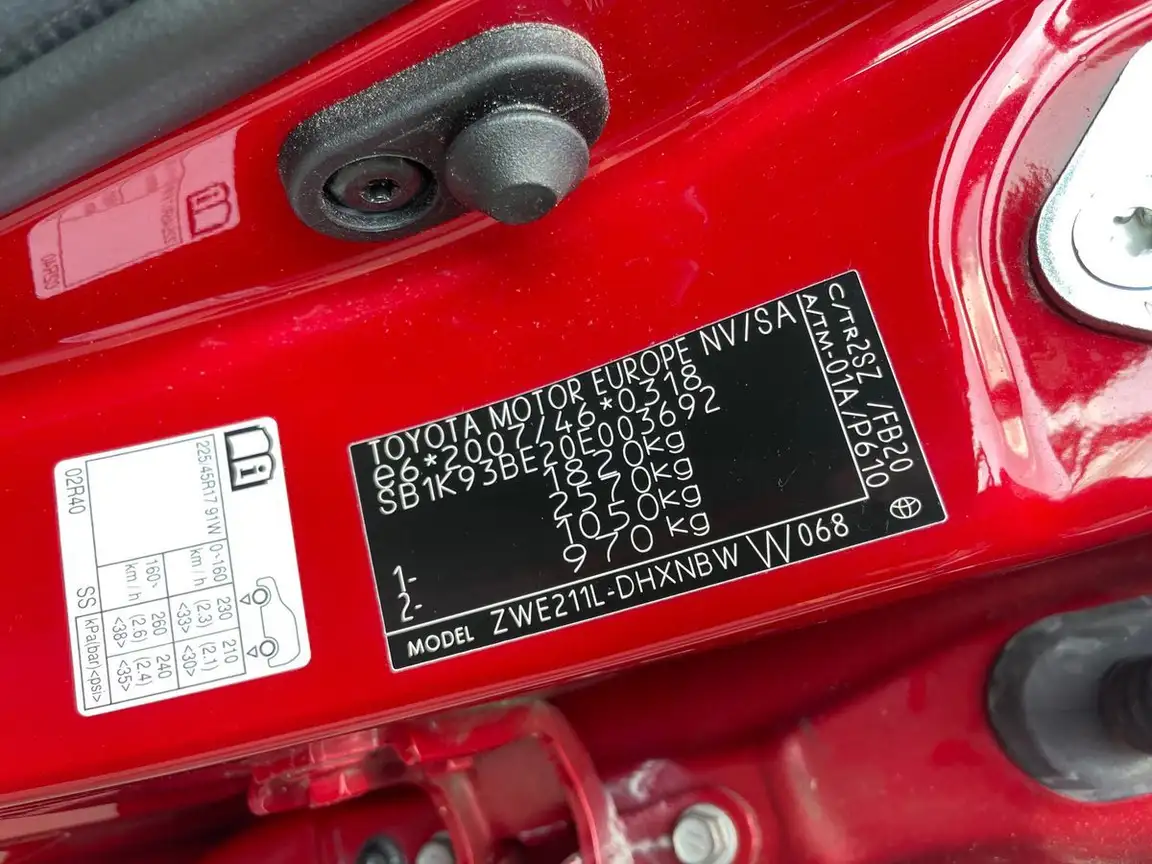 TOYOTA MOTOR EUROPE NV/SA
e6*2007/46*0318
SB1K93BE20E003692
1820kg
2570kg
1- 1050kg
2- 970 kg
MODEL ZWE211L-DHXNBW W068
C/TR2SZ /FB20
A/TM-01A/P610
225/45R17 91W
0~160 km/h 230 (2.3) <33> 210 (2.1) <30>
160~ km/h 260 (2.6) <38> 240 (2.4) <35>
02R40 SS kPa(bar)<psi>